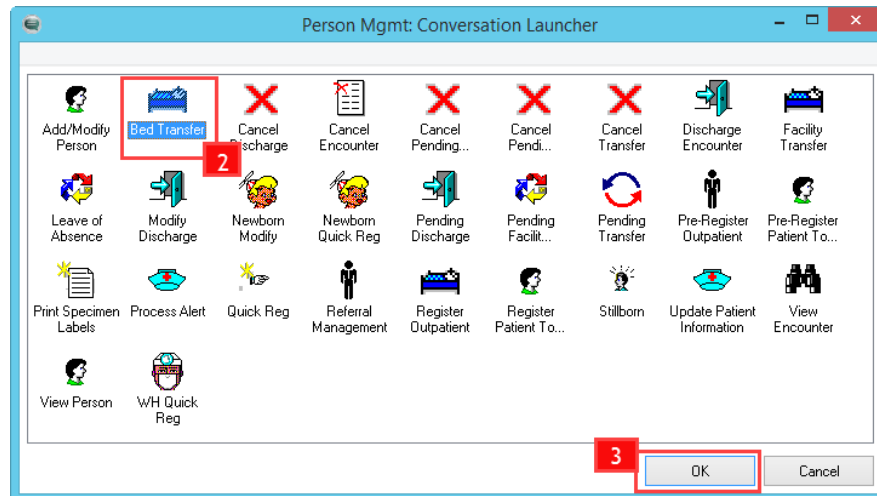 Person Mgmt: Conversation Launcher
Add/Modify Person
Bed Transfer
2
Cancel Discharge
Cancel Encounter
Cancel Pending...
Cancel Pendi...
Cancel Transfer
Discharge Encounter
Facility Transfer
Leave of Absence
Modify Discharge
Newborn Modify
Newborn Quick Reg
Pending Discharge
Pending Facilit...
Pending Transfer
Pre-Register Outpatient
Pre-Register Patient To...
Print Specimen Labels
Process Alert
Quick Reg
Referral Management
Register Outpatient
Register Patient To...
Stillborn
Update Patient Information
View Encounter
View Person
WH Quick Reg
3
OK
Cancel